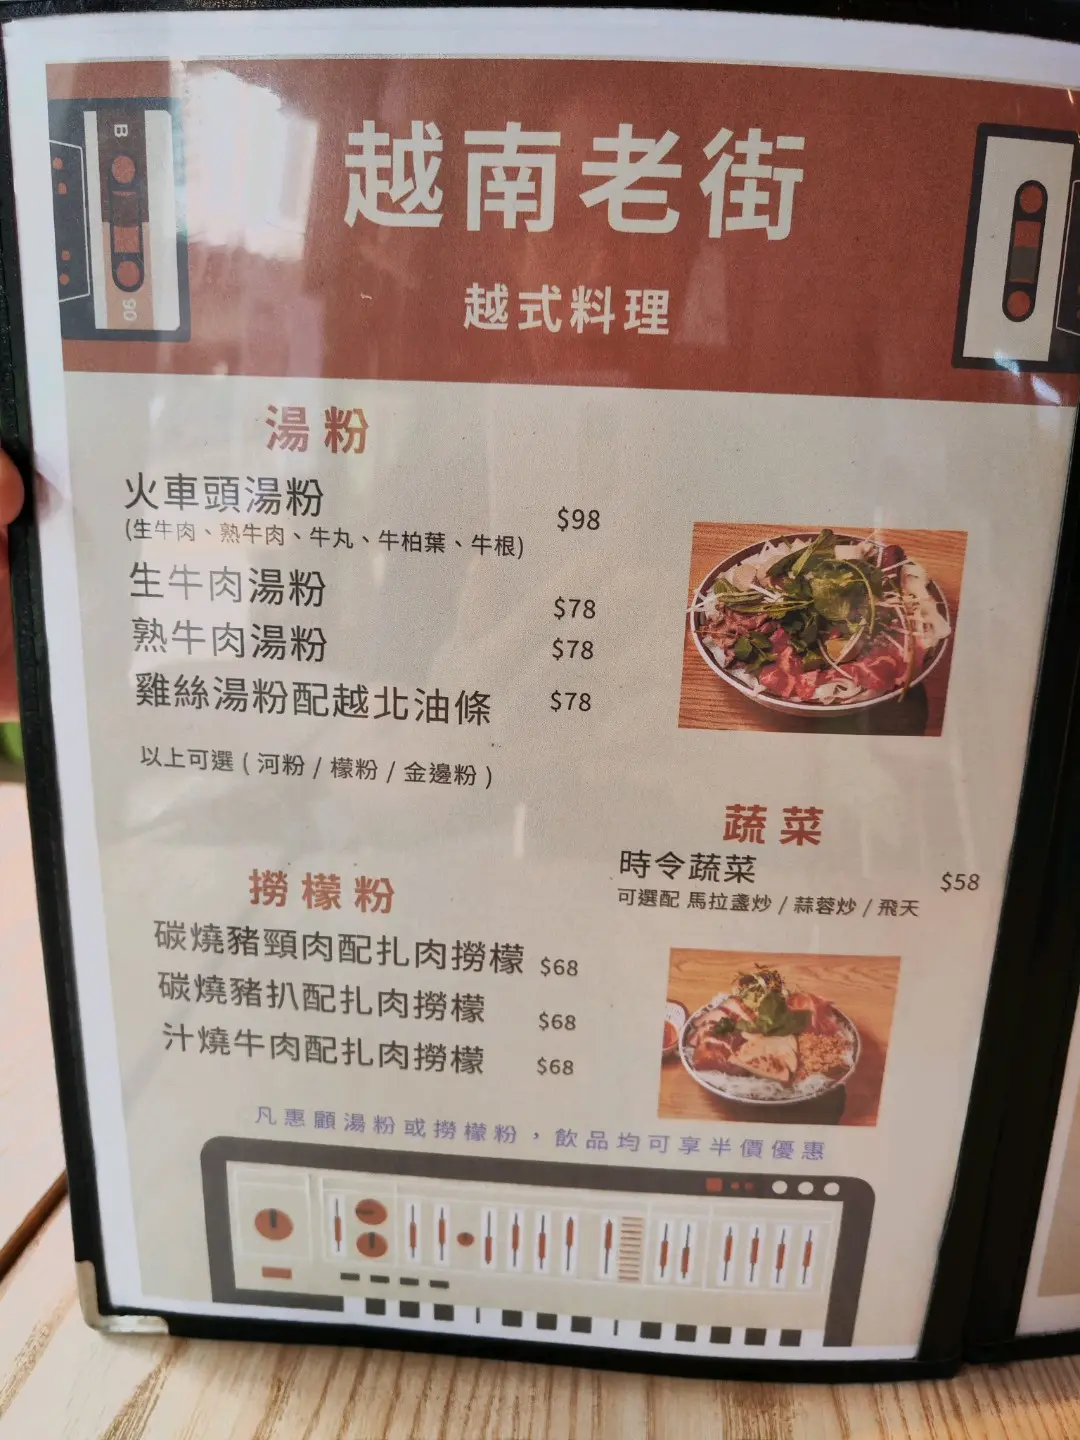 B
90
越南老街
越式料理
湯粉
火車頭湯粉 $98
(生牛肉、熟牛肉、牛丸、牛柏葉、牛根)
生牛肉湯粉 $78
熟牛肉湯粉 $78
雞絲湯粉配越北油條 $78
以上可選 ( 河粉 / 檬粉 / 金邊粉 )
蔬菜
時令蔬菜 $58
可選配 馬拉盞炒 / 蒜蓉炒 / 飛天
撈檬粉
碳燒豬頸肉配扎肉撈檬 $68
碳燒豬扒配扎肉撈檬 $68
汁燒牛肉配扎肉撈檬 $68
凡惠顧湯粉或撈檬粉，飲品均可享半價優惠